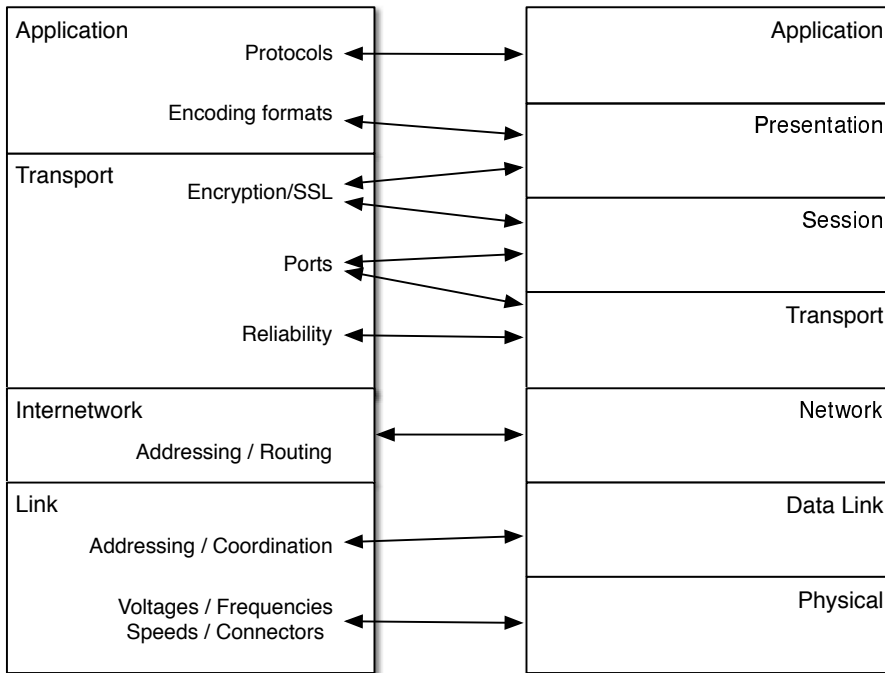 Application
Protocols
Encoding formats
Transport
Encryption/SSL
Ports
Reliability
Internetwork
Addressing / Routing
Link
Addressing / Coordination
Voltages / Frequencies
Speeds / Connectors
Application
Presentation
Session
Transport
Network
Data Link
Physical